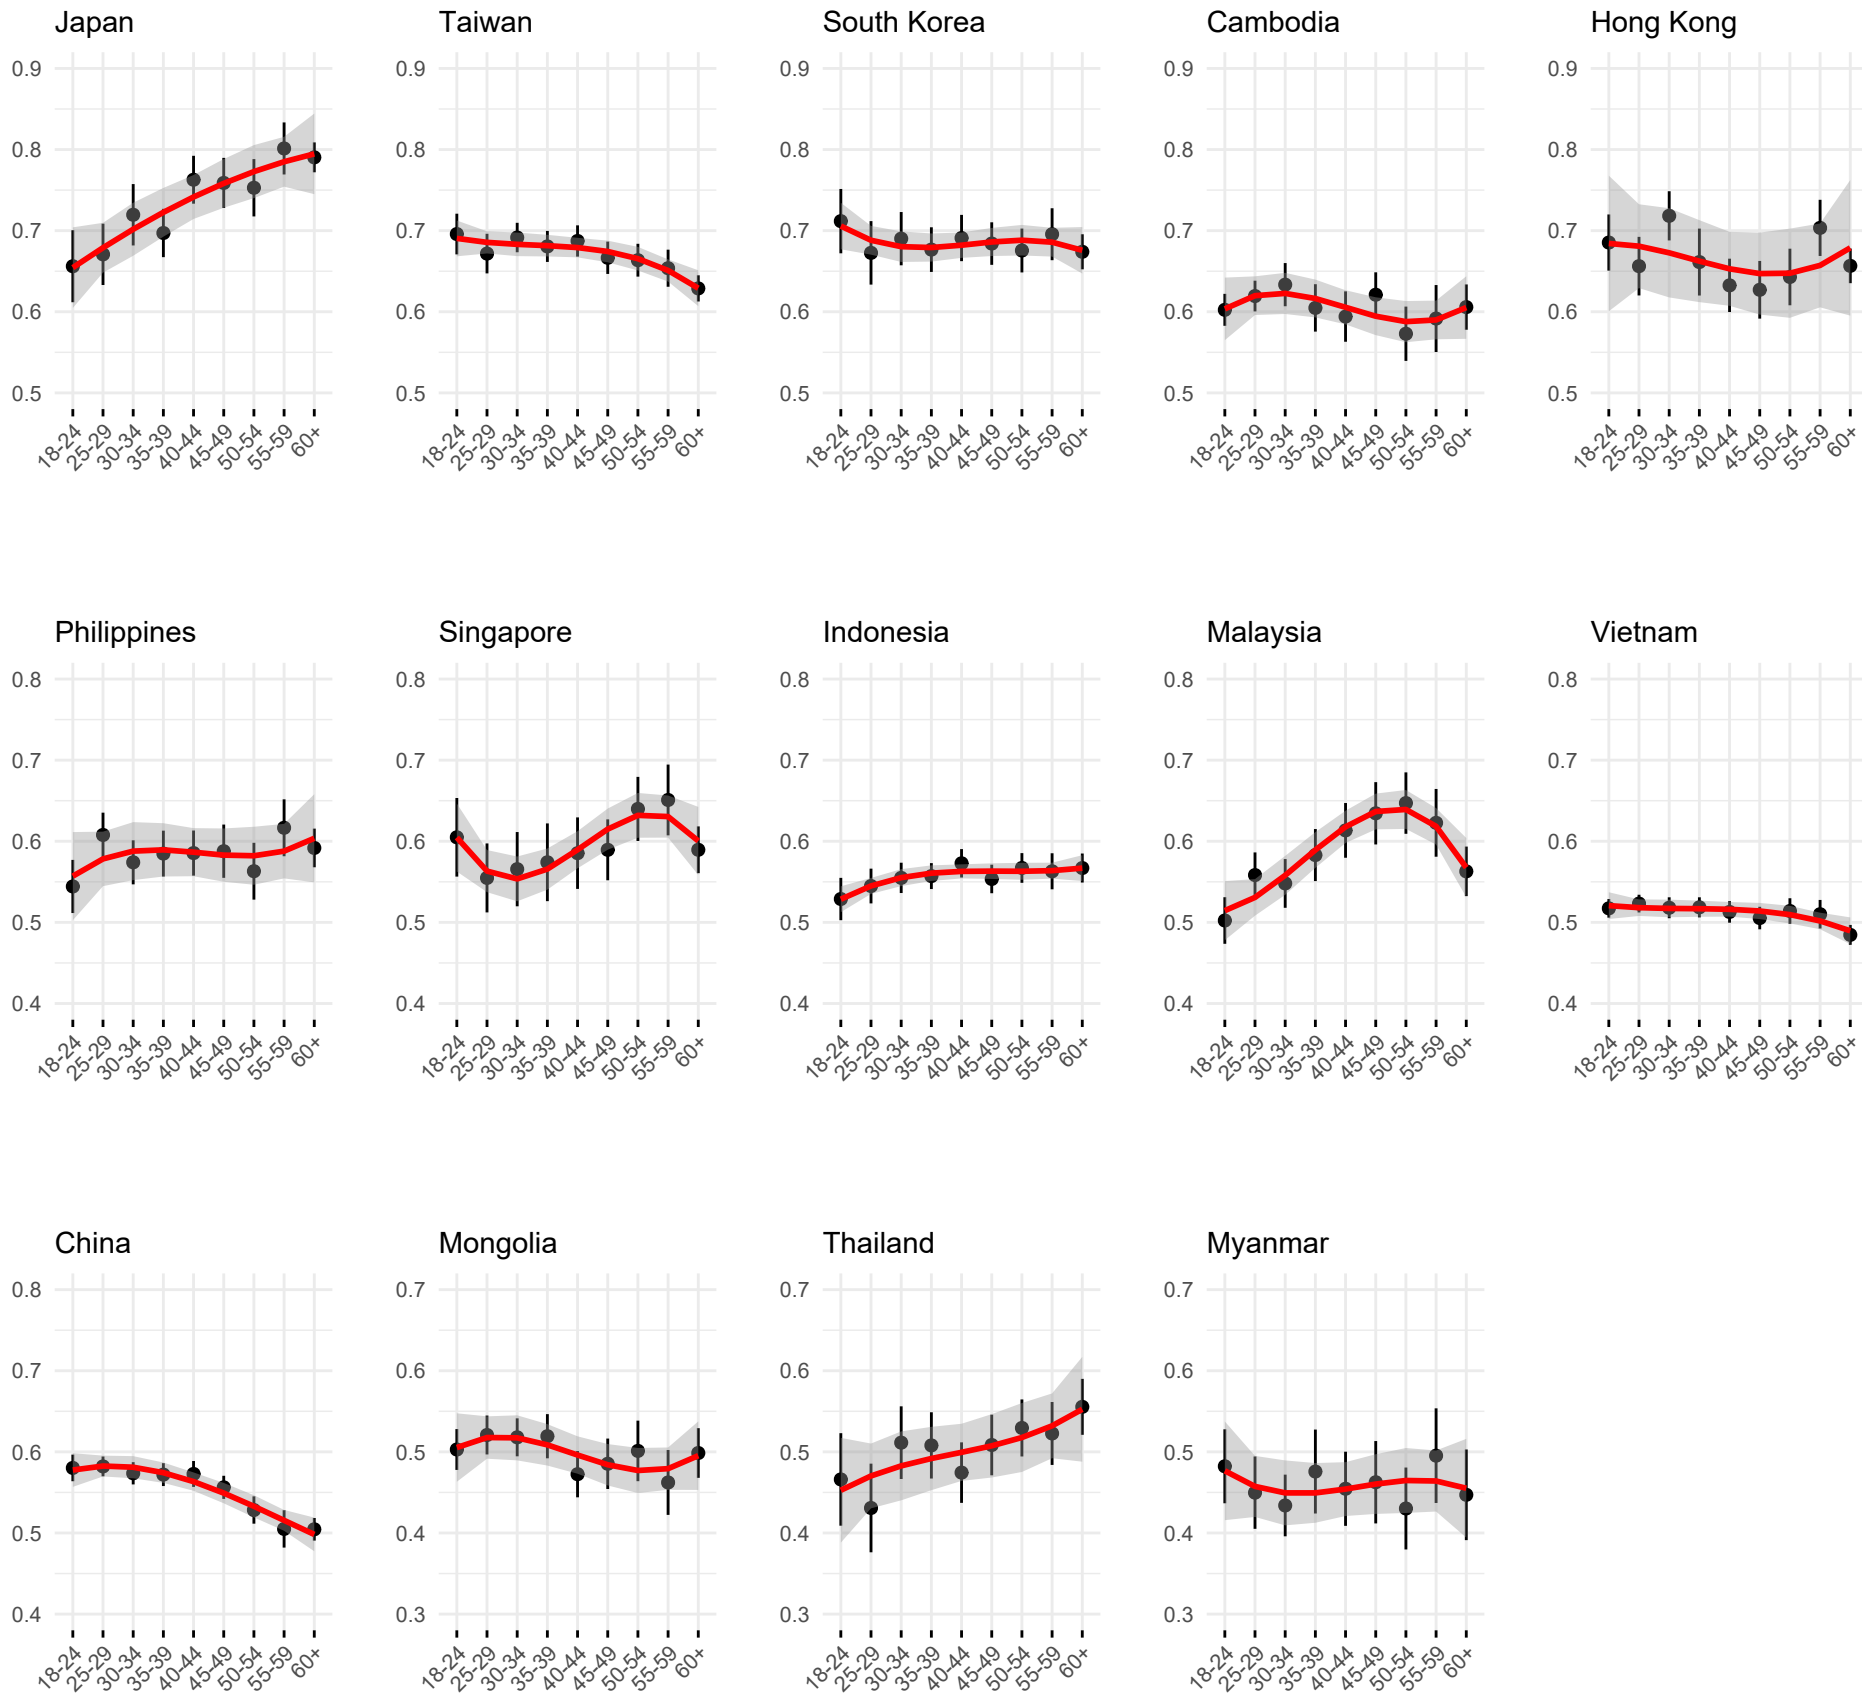 Japan Taiwan South Korea Cambodia Hong Kong
0.9 0.9 0.9 0.9 0.9
0.8 0.8 0.8 0.8 0.8
0.7 0.7 0.7 0.7 0.7
0.6 0.6 0.6 0.6 0.6
0.5 0.5 0.5 0.5 0.5
18-24 25-29 30-34 35-39 40-44 45-49 50-54 55-59 60+ 18-24 25-29 30-34 35-39 40-44 45-49 50-54 55-59 60+ 18-24 25-29 30-34 35-39 40-44 45-49 50-54 55-59 60+ 18-24 25-29 30-34 35-39 40-44 45-49 50-54 55-59 60+ 18-24 25-29 30-34 35-39 40-44 45-49 50-54 55-59 60+
Philippines Singapore Indonesia Malaysia Vietnam
0.8 0.8 0.8 0.8 0.8
0.7 0.7 0.7 0.7 0.7
0.6 0.6 0.6 0.6 0.6
0.5 0.5 0.5 0.5 0.5
0.4 0.4 0.4 0.4 0.4
18-24 25-29 30-34 35-39 40-44 45-49 50-54 55-59 60+ 18-24 25-29 30-34 35-39 40-44 45-49 50-54 55-59 60+ 18-24 25-29 30-34 35-39 40-44 45-49 50-54 55-59 60+ 18-24 25-29 30-34 35-39 40-44 45-49 50-54 55-59 60+ 18-24 25-29 30-34 35-39 40-44 45-49 50-54 55-59 60+
China Mongolia Thailand Myanmar
0.8 0.7 0.7 0.7
0.7 0.6 0.6 0.6
0.6 0.5 0.5 0.5
0.5 0.4 0.4 0.4
0.4 0.3 0.3 0.3
18-24 25-29 30-34 35-39 40-44 45-49 50-54 55-59 60+ 18-24 25-29 30-34 35-39 40-44 45-49 50-54 55-59 60+ 18-24 25-29 30-34 35-39 40-44 45-49 50-54 55-59 60+ 18-24 25-29 30-34 35-39 40-44 45-49 50-54 55-59 60+